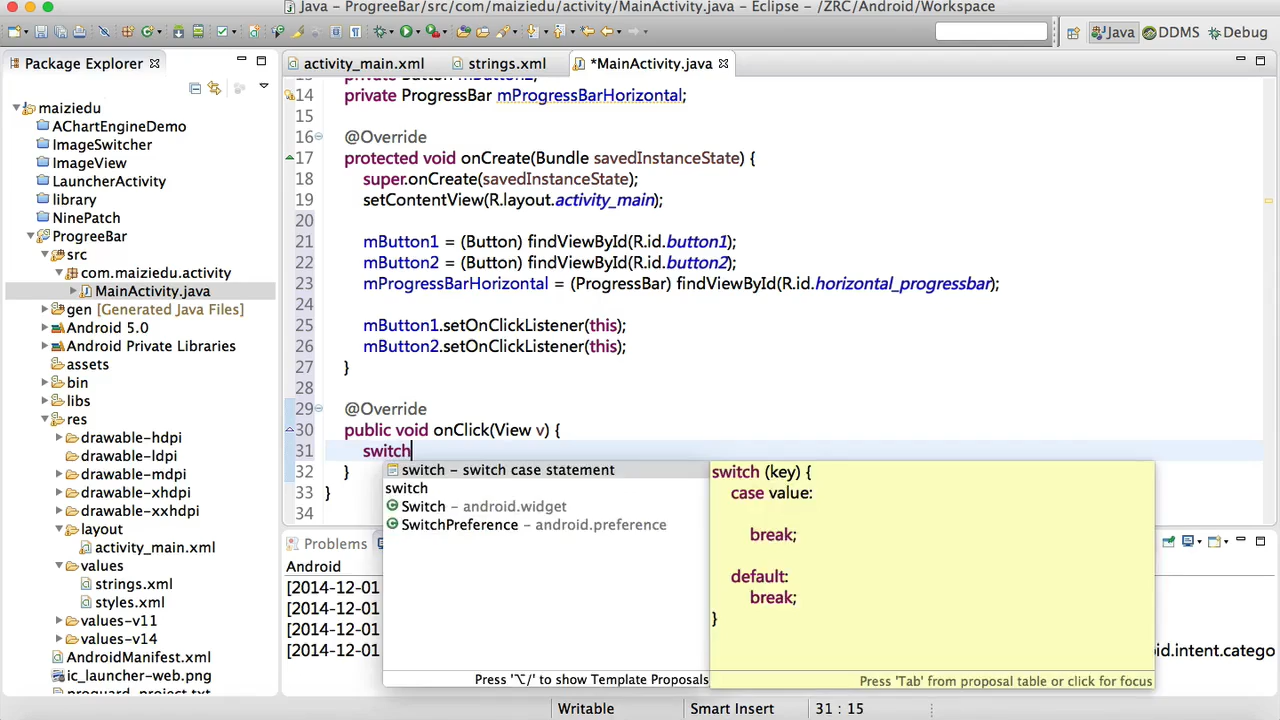 Java - ProgreeBar/src/com/maiziedu/activity/MainActivity.java - Eclipse - /ZRC/Android/Workspace
Java DDMS Debug
Package Explorer
activity_main.xml strings.xml *MainActivity.java
maiziedu
AChartEngineDemo
ImageSwitcher
ImageView
LauncherActivity
library
NinePatch
ProgreeBar
src
com.maiziedu.activity
MainActivity.java
gen [Generated Java Files]
Android 5.0
Android Private Libraries
assets
bin
libs
res
drawable-hdpi
drawable-ldpi
drawable-mdpi
drawable-xhdpi
drawable-xxhdpi
layout
activity_main.xml
values
strings.xml
styles.xml
values-v11
values-v14
AndroidManifest.xml
ic_launcher-web.png
proguard_project.txt
13 private Button mButton2;
14 private ProgressBar mProgressBarHorizontal;
15
16 @Override
17 protected void onCreate(Bundle savedInstanceState) {
18 super.onCreate(savedInstanceState);
19 setContentView(R.layout.activity_main);
20
21 mButton1 = (Button) findViewById(R.id.button1);
22 mButton2 = (Button) findViewById(R.id.button2);
23 mProgressBarHorizontal = (ProgressBar) findViewById(R.id.horizontal_progressbar);
24
25 mButton1.setOnClickListener(this);
26 mButton2.setOnClickListener(this);
27 }
28
29 @Override
30 public void onClick(View v) {
31 switch
32 }
33 }
34
switch - switch case statement
switch
Switch - android.widget
SwitchPreference - android.preference
Press '⌥/' to show Template Proposals
switch (key) {
case value:
break;
default:
break;
}
Press 'Tab' from proposal table or click for focus
Problems
Android
[2014-12-01
[2014-12-01
[2014-12-01
[2014-12-01 oid.intent.catego
Writable Smart Insert 31 : 15